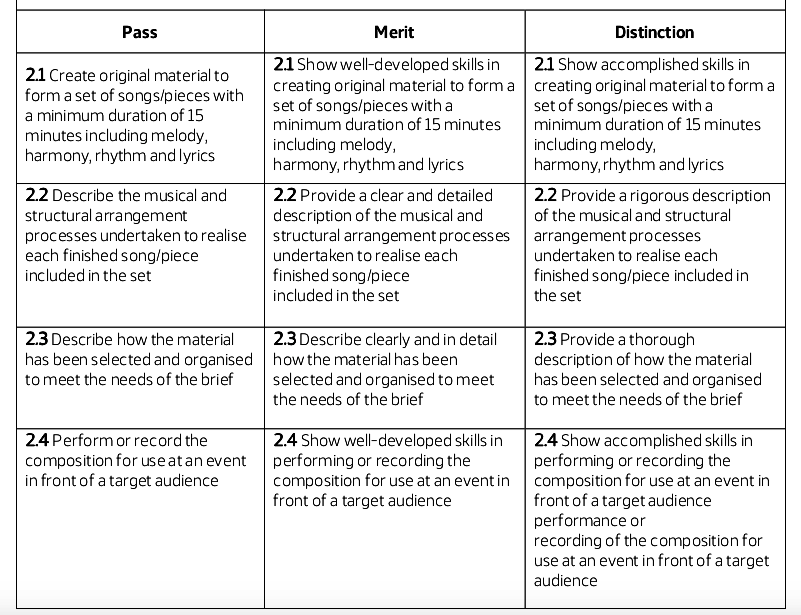 Pass
Merit
Distinction
2.1 Create original material to
form a set of songs/pieces with
a minimum duration of 15
minutes including melody,
harmony, rhythm and lyrics
2.1 Show well-developed skills in
creating original material to form a
set of songs/pieces with a
minimum duration of 15 minutes
including melody,
harmony, rhythm and lyrics
2.1 Show accomplished skills in
creating original material to form a
set of songs/pieces with a
minimum duration of 15 minutes
including melody,
harmony, rhythm and lyrics
2.2 Describe the musical and
structural arrangement
processes undertaken to realise
each finished song/piece
included in the set
2.2 Provide a clear and detailed
description of the musical and
structural arrangement processes
undertaken to realise each
finished song/piece
included in the set
2.2 Provide a rigorous description
of the musical and structural
arrangement processes
undertaken to realise each
finished song/piece included in
the set
2.3 Describe how the material
has been selected and organised
to meet the needs of the brief
2.3 Describe clearly and in detail
how the material has been
selected and organised to meet
the needs of the brief
2.3 Provide a thorough
description of how the material
has been selected and organised
to meet the needs of the brief
2.4 Perform or record the
composition for use at an event
in front of a target audience
2.4 Show well-developed skills in
performing or recording the
composition for use at an event in
front of a target audience
2.4 Show accomplished skills in
performing or recording the
composition for use at an event in
front of a target audience
performance or
recording of the composition for
use at an event in front of a target
audience